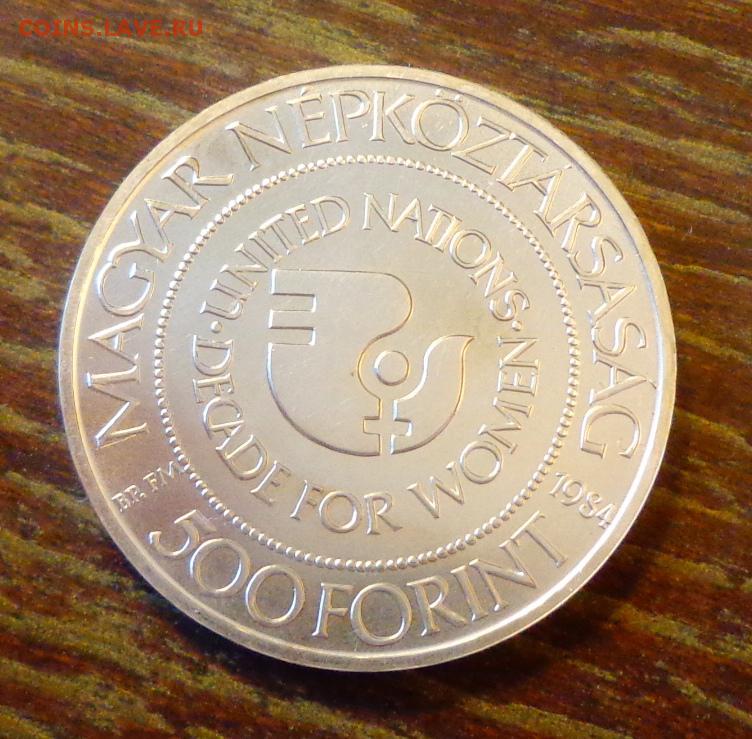 COINS.LAVE.RU
MAGYAR NÉPKÖZTÁRSASÁG
UNITED NATIONS
·DECADE FOR WOMEN·
BP. FM
1984
500 FORINT